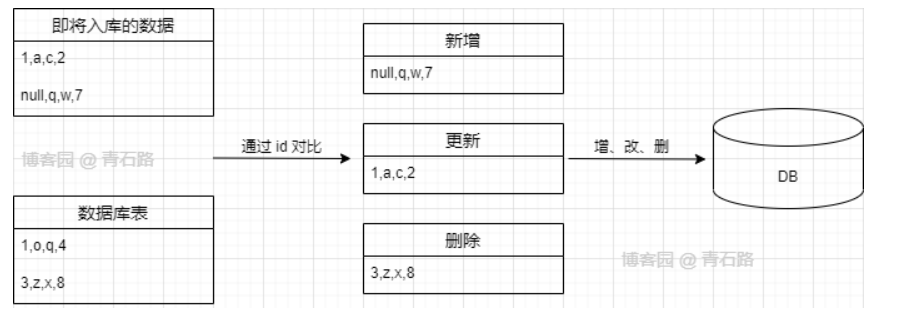 即将入库的数据
1,a,c,2
null,q,w,7
博客园 @ 青石路
数据库表
1,o,q,4
3,z,x,8
通过 id 对比
新增
null,q,w,7
更新
1,a,c,2
删除
3,z,x,8
增、改、删
DB
博客园 @ 青石路